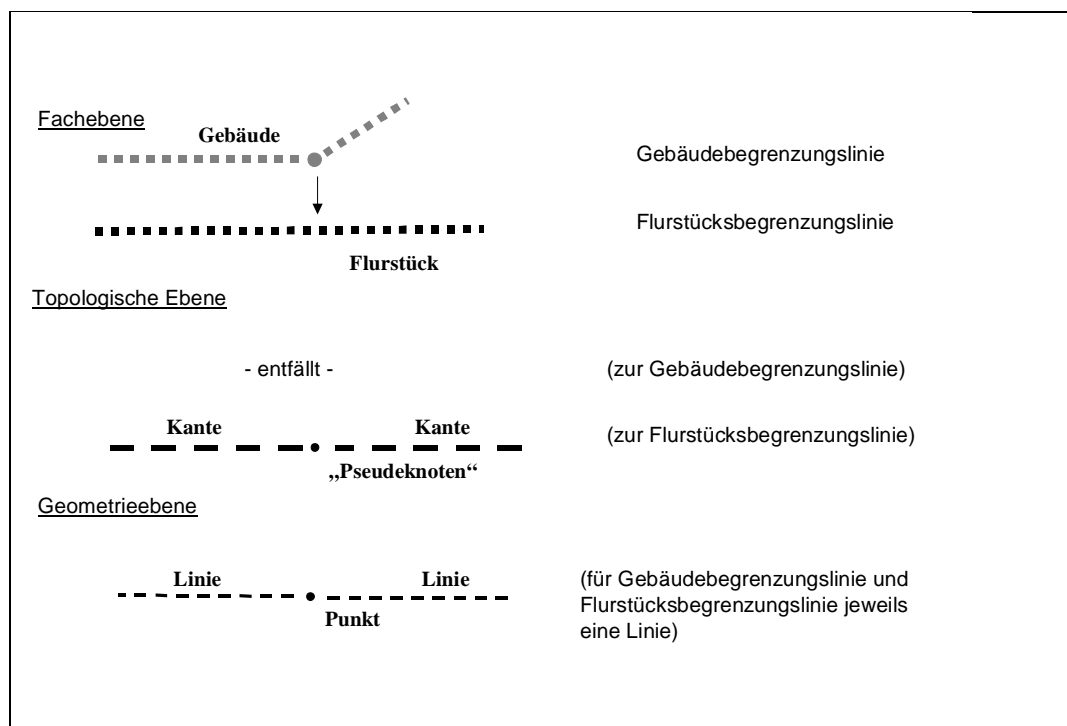 Fachebene
Gebäude
Gebäudebegrenzungslinie
Flurstücksbegrenzungslinie
Flurstück
Topologische Ebene
- entfällt -
(zur Gebäudebegrenzungslinie)
Kante
Kante
(zur Flurstücksbegrenzungslinie)
„Pseudeknoten“
Geometrieebene
Linie
Linie
Punkt
(für Gebäudebegrenzungslinie und
Flurstücksbegrenzungslinie jeweils
eine Linie)